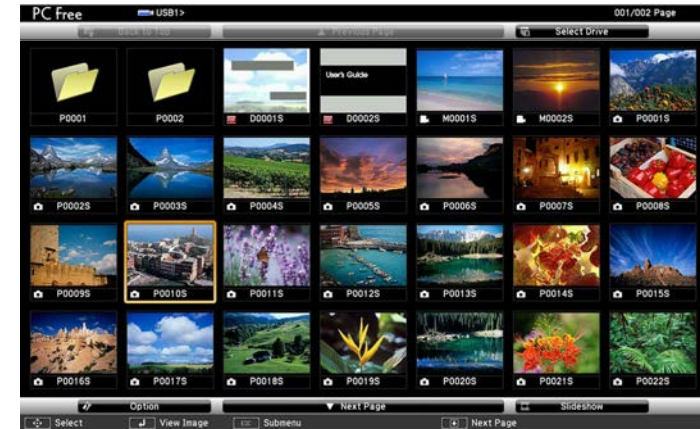 PC Free USB1> 001/002 Page
Back to Top ▲ Previous Page Select Drive
User's Guide
P0001 P0002 D0001S D0002S M0001S M0002S P0001S
P0002S P0003S P0004S P0005S P0006S P0007S P0008S
P0009S P0010S P0011S P0012S P0013S P0014S P0015S
P0016S P0017S P0018S P0019S P0020S P0021S P0022S
Option ▼ Next Page Slideshow
Select View Image Esc Submenu [+] Next Page